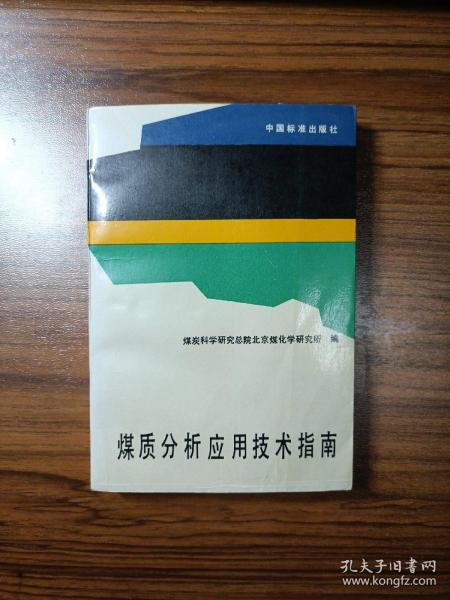 中国标准出版社
煤炭科学研究总院北京煤化学研究所 编
煤质分析应用技术指南
孔夫子旧书网
www.kongfz.com